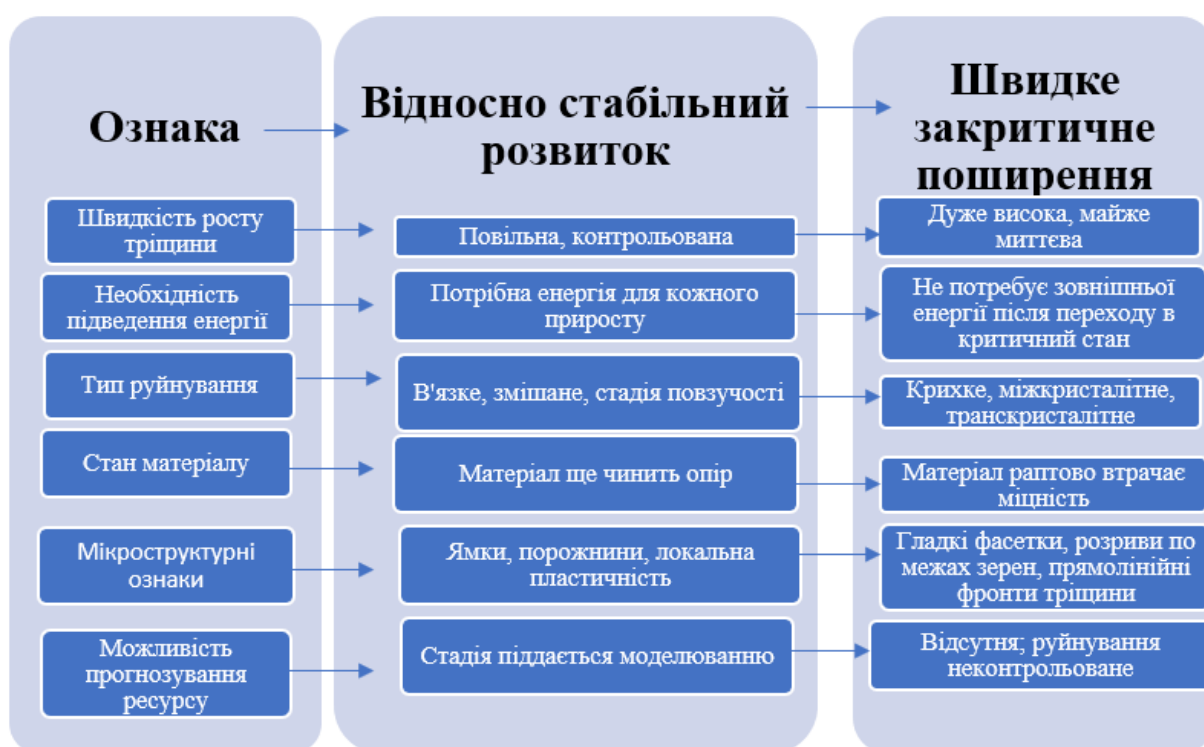 Ознака
Відносно стабільний
розвиток
Швидке
закритичне
поширення
Швидкість росту
тріщини
Повільна, контрольована
Дуже висока, майже
миттєва
Необхідність
підведення енергії
Потрібна енергія для кожного
приросту
Не потребує зовнішньої
енергії після переходу в
критичний стан
Тип руйнування
В'язке, змішане, стадія повзучості
Крихке, міжкристалітне,
транскристалітне
Стан матеріалу
Матеріал ще чинить опір
Матеріал раптово втрачає
міцність
Мікроструктурні
ознаки
Ямки, порожнини, локальна
пластичність
Гладкі фасетки, розриви по
межах зерен, прямолінійні
фронти тріщини
Можливість
прогнозування
ресурсу
Стадія піддається моделюванню
Відсутня; руйнування
неконтрольоване